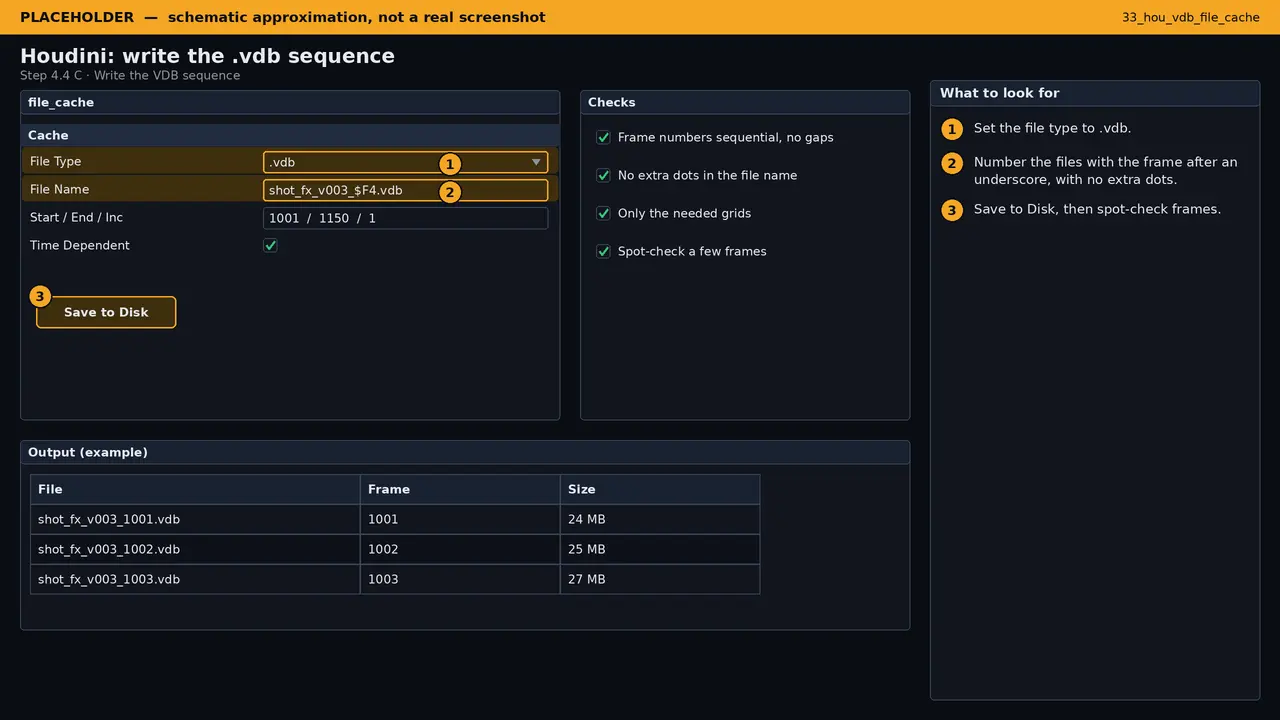 PLACEHOLDER — schematic approximation, not a real screenshot
33_hou_vdb_file_cache
Houdini: write the .vdb sequence
Step 4.4 C · Write the VDB sequence
file_cache
Cache
File Type
.vdb
1
File Name
shot_fx_v003_$F4.vdb
2
Start / End / Inc
1001 / 1150 / 1
Time Dependent
3
Save to Disk
Checks
Frame numbers sequential, no gaps
No extra dots in the file name
Only the needed grids
Spot-check a few frames
What to look for
1 Set the file type to .vdb.
2 Number the files with the frame after an
underscore, with no extra dots.
3 Save to Disk, then spot-check frames.
Output (example)
File Frame Size
shot_fx_v003_1001.vdb 1001 24 MB
shot_fx_v003_1002.vdb 1002 25 MB
shot_fx_v003_1003.vdb 1003 27 MB